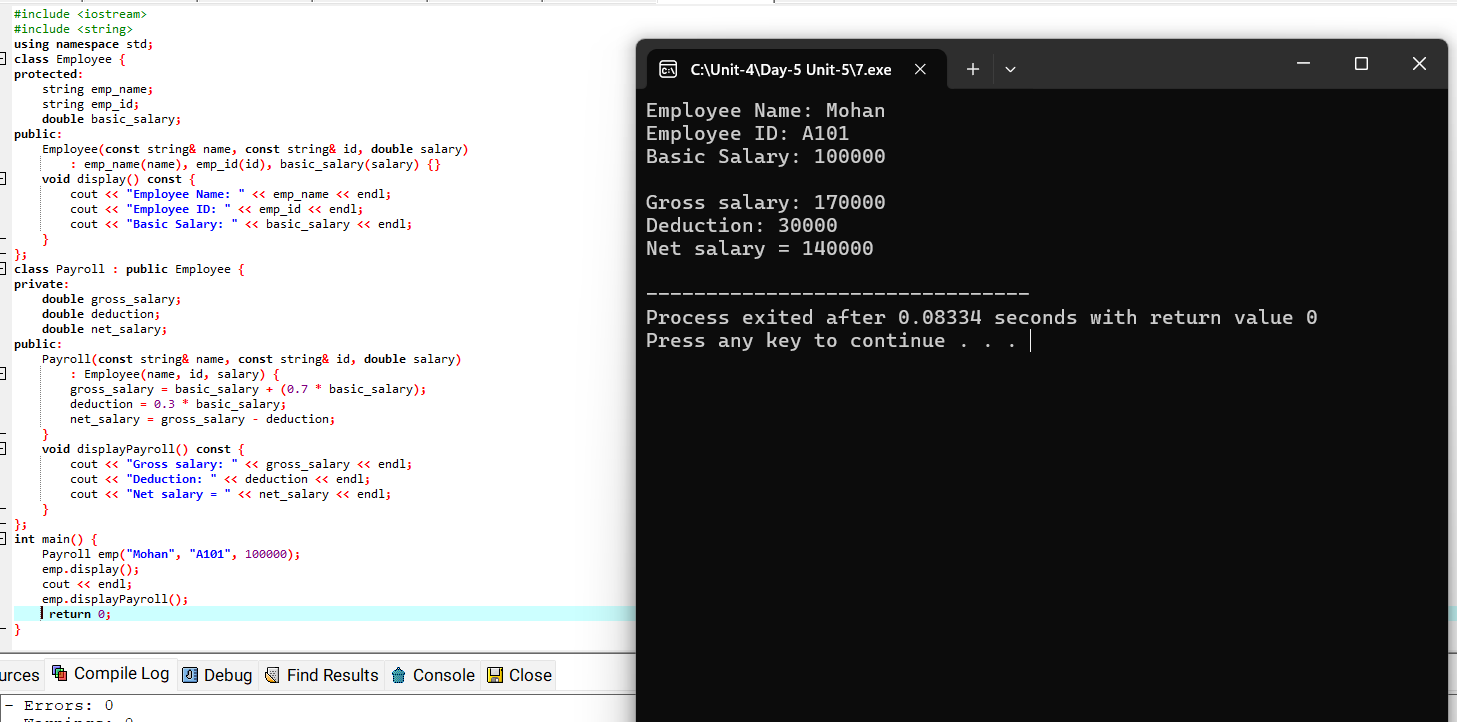 #include <iostream>
#include <string>
using namespace std;
class Employee {
protected:
    string emp_name;
    string emp_id;
    double basic_salary;
public:
    Employee(const string& name, const string& id, double salary)
        : emp_name(name), emp_id(id), basic_salary(salary) {}
    void display() const {
        cout << "Employee Name: " << emp_name << endl;
        cout << "Employee ID: " << emp_id << endl;
        cout << "Basic Salary: " << basic_salary << endl;
    }
};
class Payroll : public Employee {
private:
    double gross_salary;
    double deduction;
    double net_salary;
public:
    Payroll(const string& name, const string& id, double salary)
        : Employee(name, id, salary) {
        gross_salary = basic_salary + (0.7 * basic_salary);
        deduction = 0.3 * basic_salary;
        net_salary = gross_salary - deduction;
    }
    void displayPayroll() const {
        cout << "Gross salary: " << gross_salary << endl;
        cout << "Deduction: " << deduction << endl;
        cout << "Net salary = " << net_salary << endl;
    }
};
int main() {
    Payroll emp("Mohan", "A101", 100000);
    emp.display();
    cout << endl;
    emp.displayPayroll();
     return 0;
}
C:\Unit-4\Day-5 Unit-5\7.exe
Employee Name: Mohan
Employee ID: A101
Basic Salary: 100000

Gross salary: 170000
Deduction: 30000
Net salary = 140000

--------------------------------
Process exited after 0.08334 seconds with return value 0
Press any key to continue . . .
urces Compile Log Debug Find Results Console Close
- Errors: 0